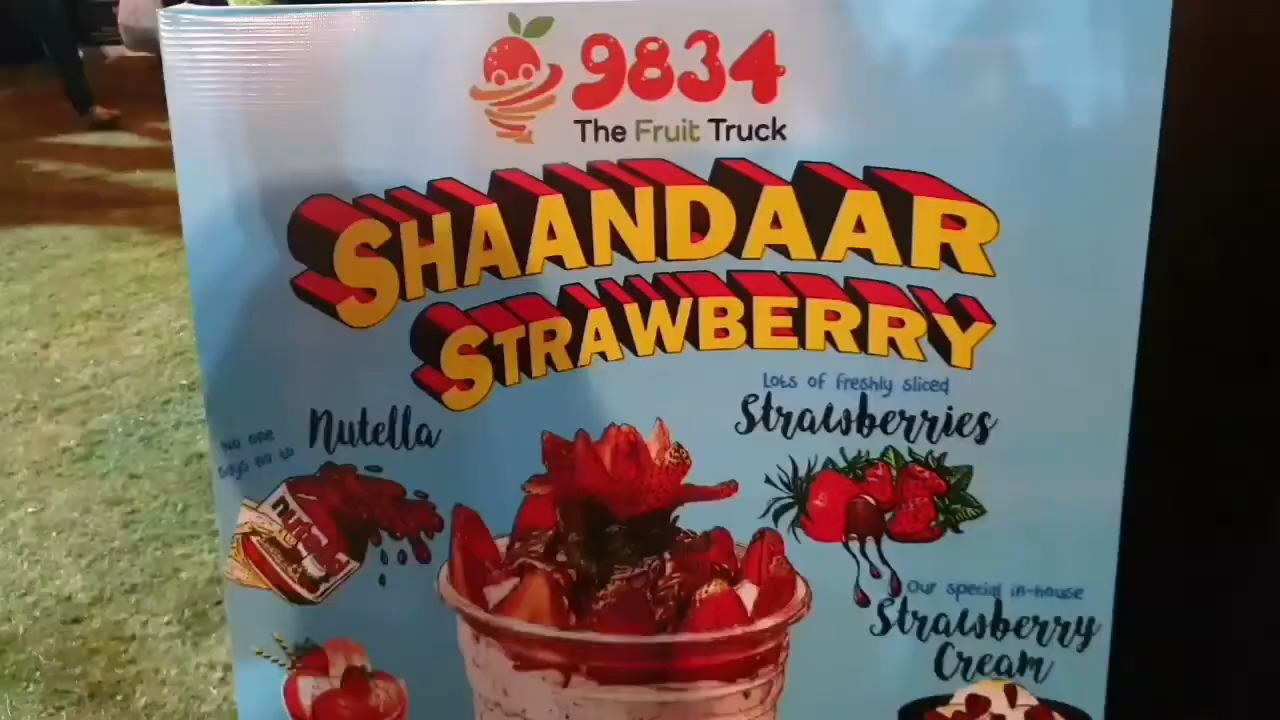 9834
The Fruit Truck
SHAANDAAR
STRAWBERRY
Lots of freshly sliced
Strawberries
No one
says no to
Nutella
nutella
Our special in-house
Strawberry
Cream